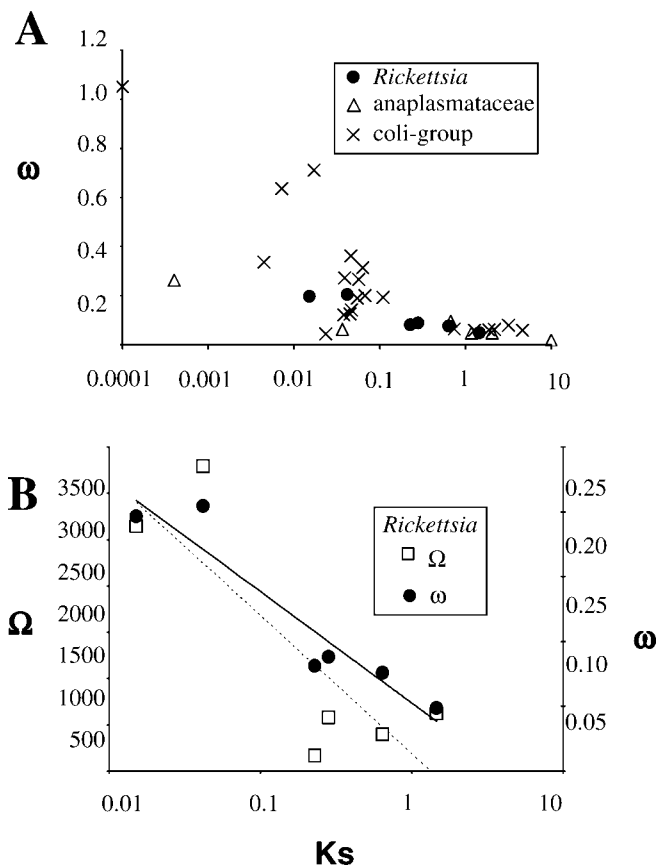 A
1.2
1.0
0.8
0.6
0.4
0.2
ω
Rickettsia
anaplasmataceae
coli-group
0.0001 0.001 0.01 0.1 1 10
B
3500
3000
2500
2000
1500
1000
500
Ω
Rickettsia
Ω
ω
0.25
0.20
0.25
0.10
0.05
ω
0.01 0.1 1 10
Ks